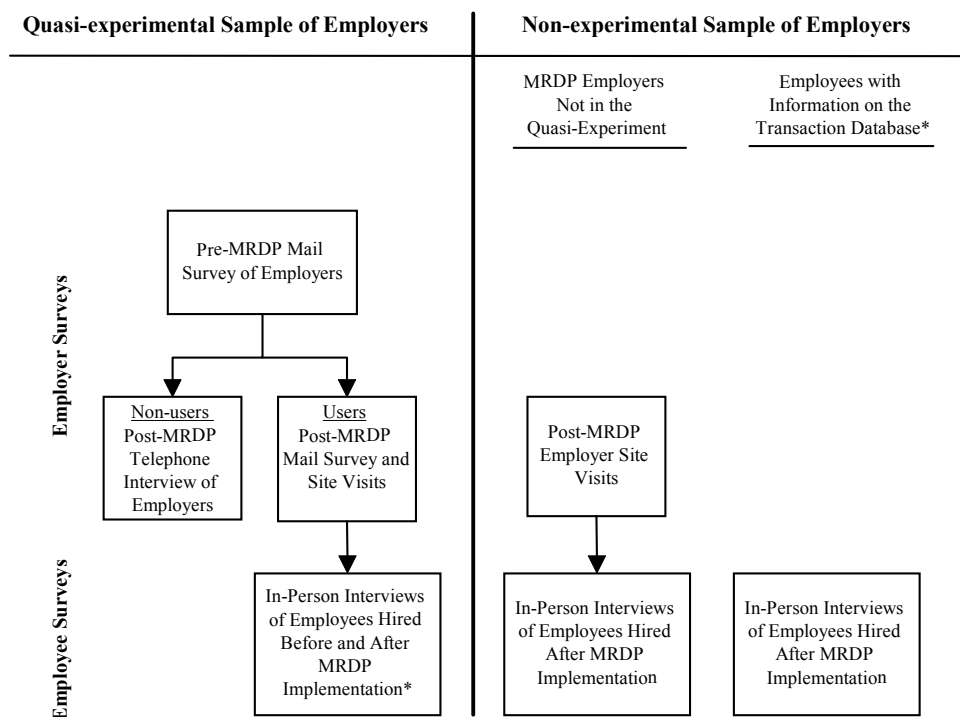 Quasi-experimental Sample of Employers
Non-experimental Sample of Employers
MRDP Employers
Not in the
Quasi-Experiment
Employees with
Information on the
Transaction Database*
Employer Surveys
Pre-MRDP Mail
Survey of Employers
Non-users
Post-MRDP
Telephone
Interview of
Employers
Users
Post-MRDP
Mail Survey and
Site Visits
Post-MRDP
Employer Site
Visits
Employee Surveys
In-Person Interviews
of Employees Hired
Before and After
MRDP
Implementation*
In-Person Interviews
of Employees Hired
After MRDP
Implementation
In-Person Interviews
of Employees Hired
After MRDP
Implementation